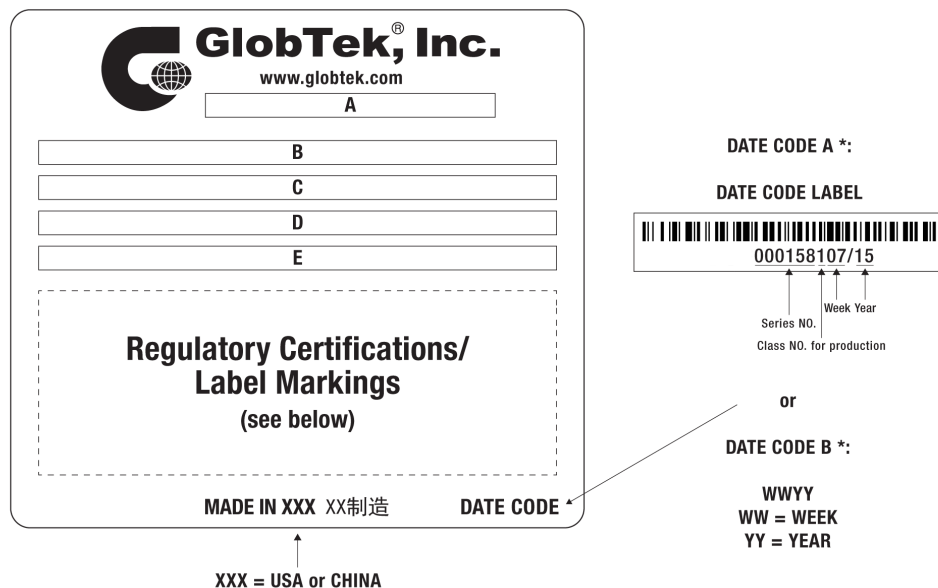 GlobTek, Inc.®
www.globtek.com
A
B
C
D
E
Regulatory Certifications/
Label Markings
(see below)
MADE IN XXX XX制造 DATE CODE
XXX = USA or CHINA
DATE CODE A *:
DATE CODE LABEL
000158107/15
Week Year
Series NO.
Class NO. for production
or
DATE CODE B *:
WWYY
WW = WEEK
YY = YEAR